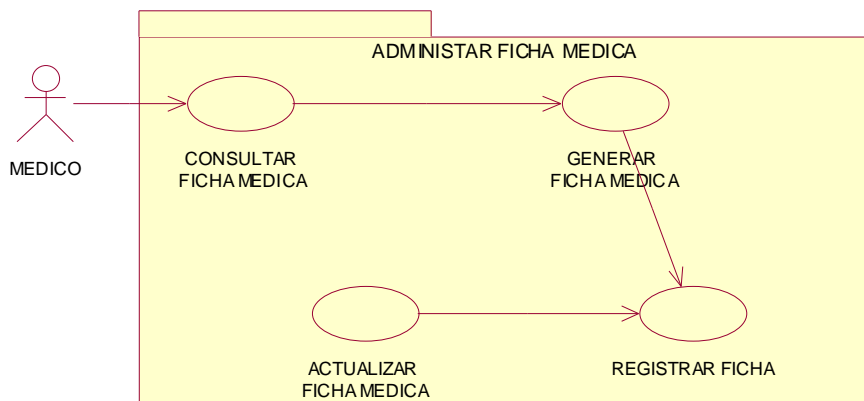 ADMINISTAR FICHA MEDICA
MEDICO
CONSULTAR
FICHA MEDICA
GENERAR
FICHA MEDICA
ACTUALIZAR
FICHA MEDICA
REGISTRAR FICHA